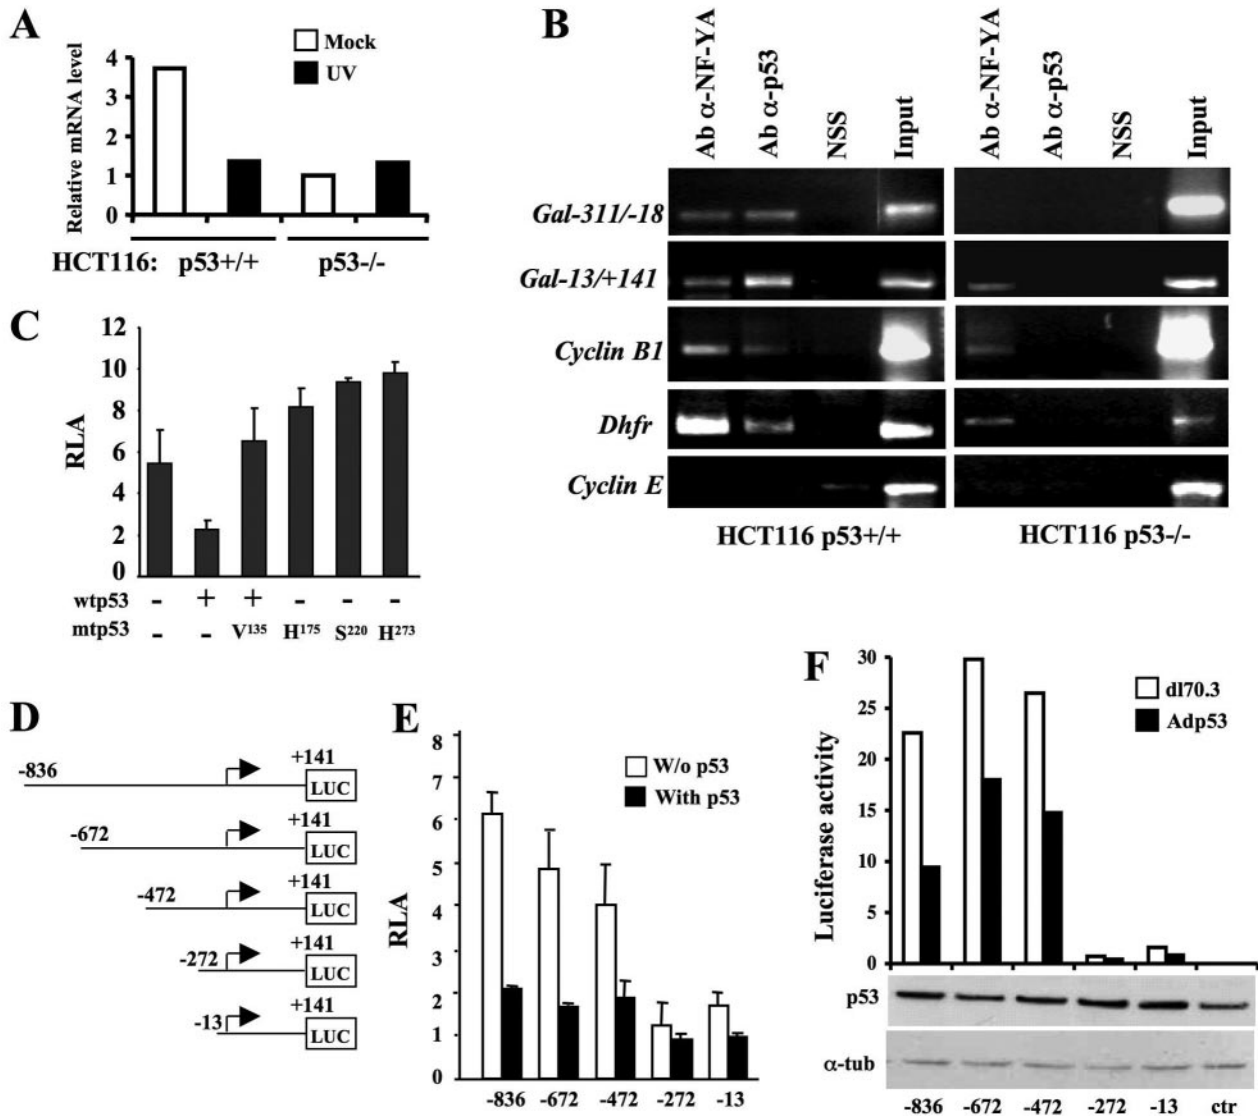 A
Relative mRNA level
4
3
2
1
0
Mock
UV
HCT116: p53+/+ p53-/-
B
Ab α-NF-YA
Ab α-p53
NSS
Input
Ab α-NF-YA
Ab α-p53
NSS
Input
Gal-311/-18
Gal-13/+141
Cyclin B1
Dhfr
Cyclin E
HCT116 p53+/+
HCT116 p53-/-
C
RLA
12
10
8
6
4
2
0
wtp53 - + + - - -
mtp53 - - V¹³⁵ H¹⁷⁵ S²²⁰ H²⁷³
D
-836 +141
LUC
-672 +141
LUC
-472 +141
LUC
-272 +141
LUC
-13 +141
LUC
E
RLA
8
7
6
5
4
3
2
1
0
W/o p53
With p53
-836 -672 -472 -272 -13
F
Luciferase activity
30
25
20
15
10
5
0
dl70.3
Adp53
p53
α-tub
-836 -672 -472 -272 -13 ctr